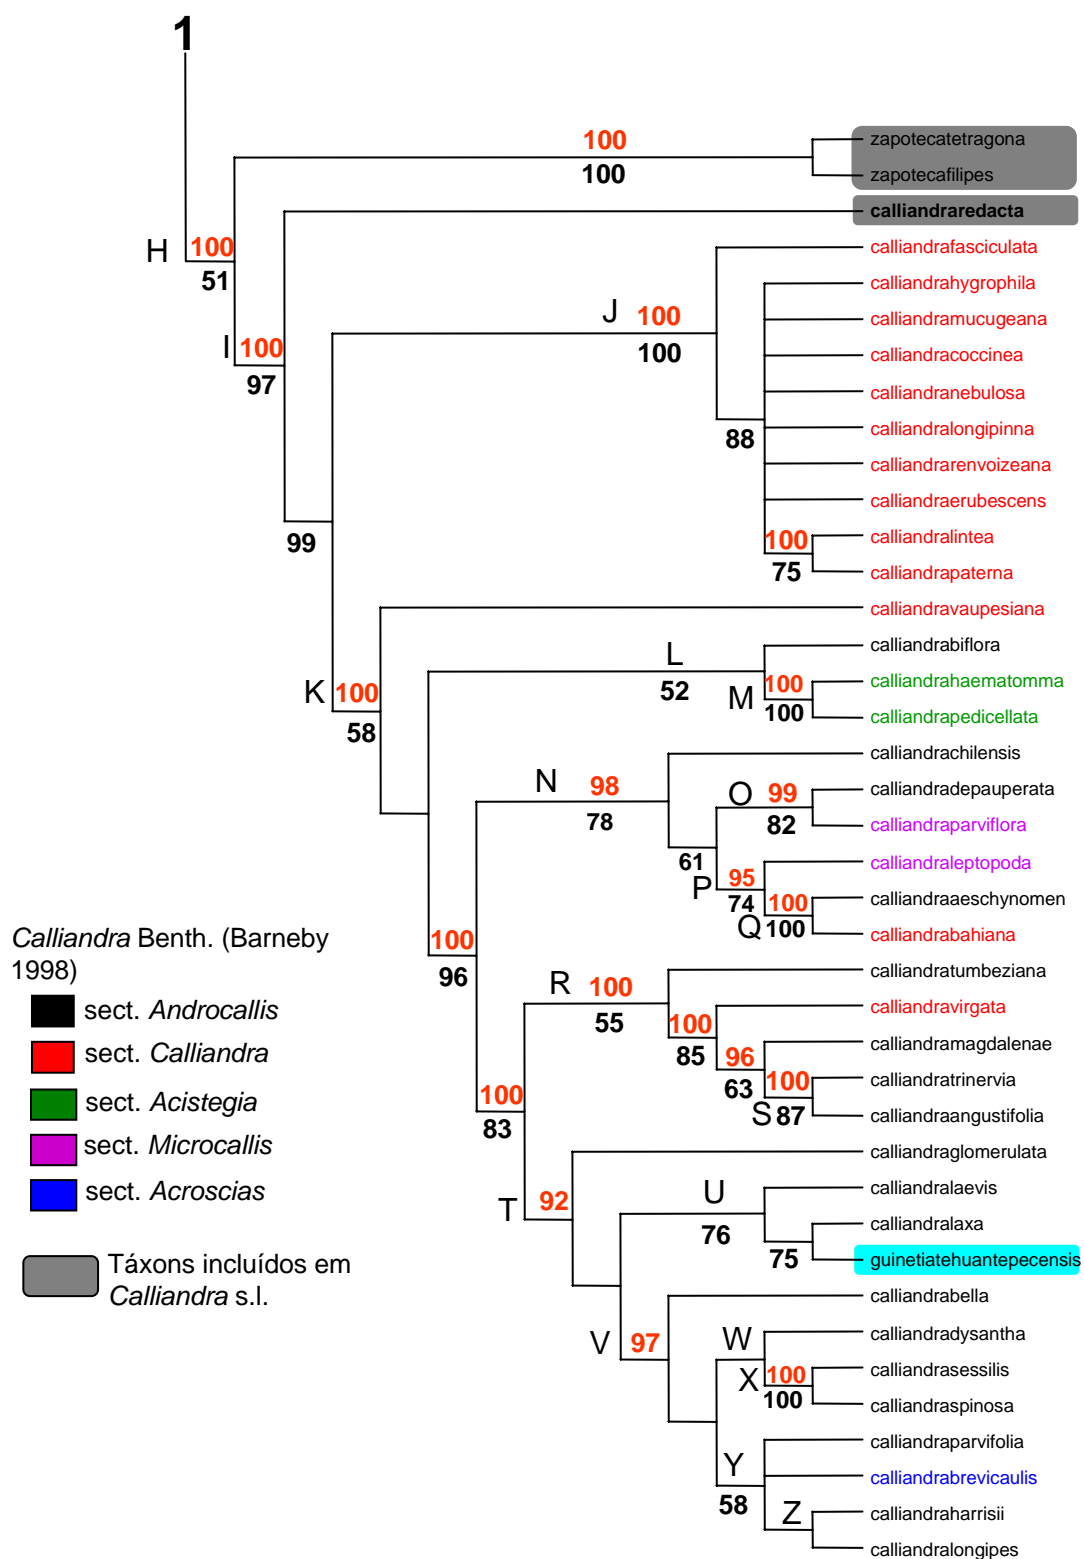 1
100
zapotecatetragona
100
zapotecafilipes
calliandraredacta
H
100
51
calliandrafasciculata
calliandrahygrophila
J
100
calliandramucugeana
I
100
100
calliandracoccinea
97
calliandranebulosa
88
calliandralongipinna
calliandrarenvoizeana
calliandraerubescens
99
100
calliandralintea
75
calliandrapaterna
calliandravaupesiana
L
calliandrabiflora
K
100
52
M
100
calliandrahaematomma
58
100
calliandrapedicellata
calliandrachilensis
N
98
O
99
calliandradepauperata
78
82
calliandraparviflora
61
P
95
calliandraleptopoda
74
100
calliandraaeschynomen
Q
100
calliandrabahiana
100
96
R
100
calliandratumbeziana
55
100
calliandravirgata
85
96
calliandramagdalenae
63
100
calliandratrinervia
100
S
87
calliandraangustifolia
83
calliandraglomerulata
T
92
U
calliandralaevis
76
calliandralaxa
75
guinetiatehuantepecensis
calliandrabella
V
97
W
calliandradysantha
X
100
calliandrasessilis
100
calliandraspinosa
calliandraparvifolia
Y
calliandrabrevicaulis
58
Z
calliandraharrisii
calliandralongipes
Calliandra Benth. (Barneby
1998)
sect. Androcallis
sect. Calliandra
sect. Acistegia
sect. Microcallis
sect. Acroscias
Táxons incluídos em
Calliandra s.l.